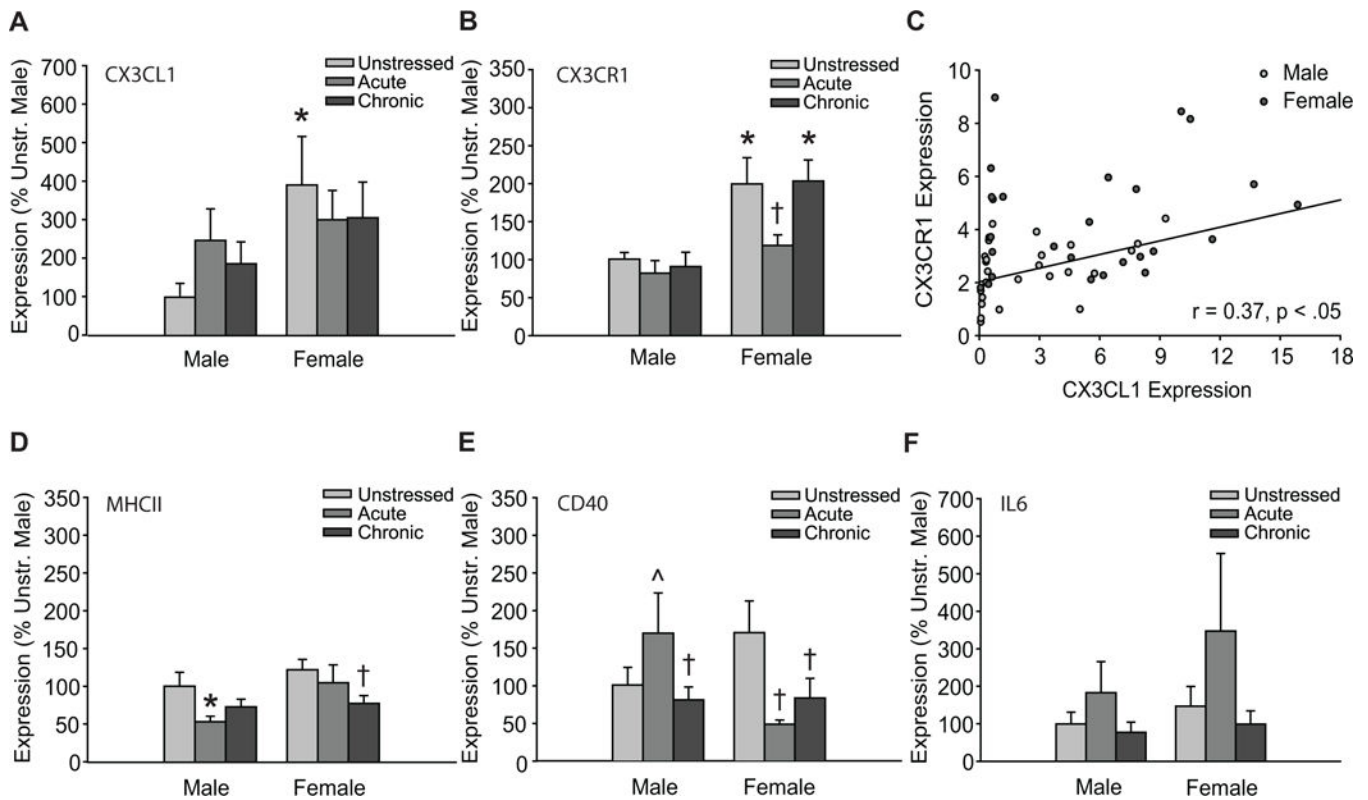 A
CX3CL1
Expression (% Unstr. Male)
700
600
500
400
300
200
100
0
Unstressed
Acute
Chronic
*
Male Female
B
CX3CR1
Expression (% Unstr. Male)
350
300
250
200
150
100
50
0
Unstressed
Acute
Chronic
* † *
Male Female
C
CX3CR1 Expression
10
8
6
4
2
0
Male
Female
r = 0.37, p < .05
0 3 6 9 12 15 18
CX3CL1 Expression
D
MHCII
Expression (% Unstr. Male)
350
300
250
200
150
100
50
0
Unstressed
Acute
Chronic
* †
Male Female
E
CD40
Expression (% Unstr. Male)
350
300
250
200
150
100
50
0
Unstressed
Acute
Chronic
^ † † †
Male Female
F
IL6
Expression (% Unstr. Male)
700
600
500
400
300
200
100
0
Unstressed
Acute
Chronic
Male Female